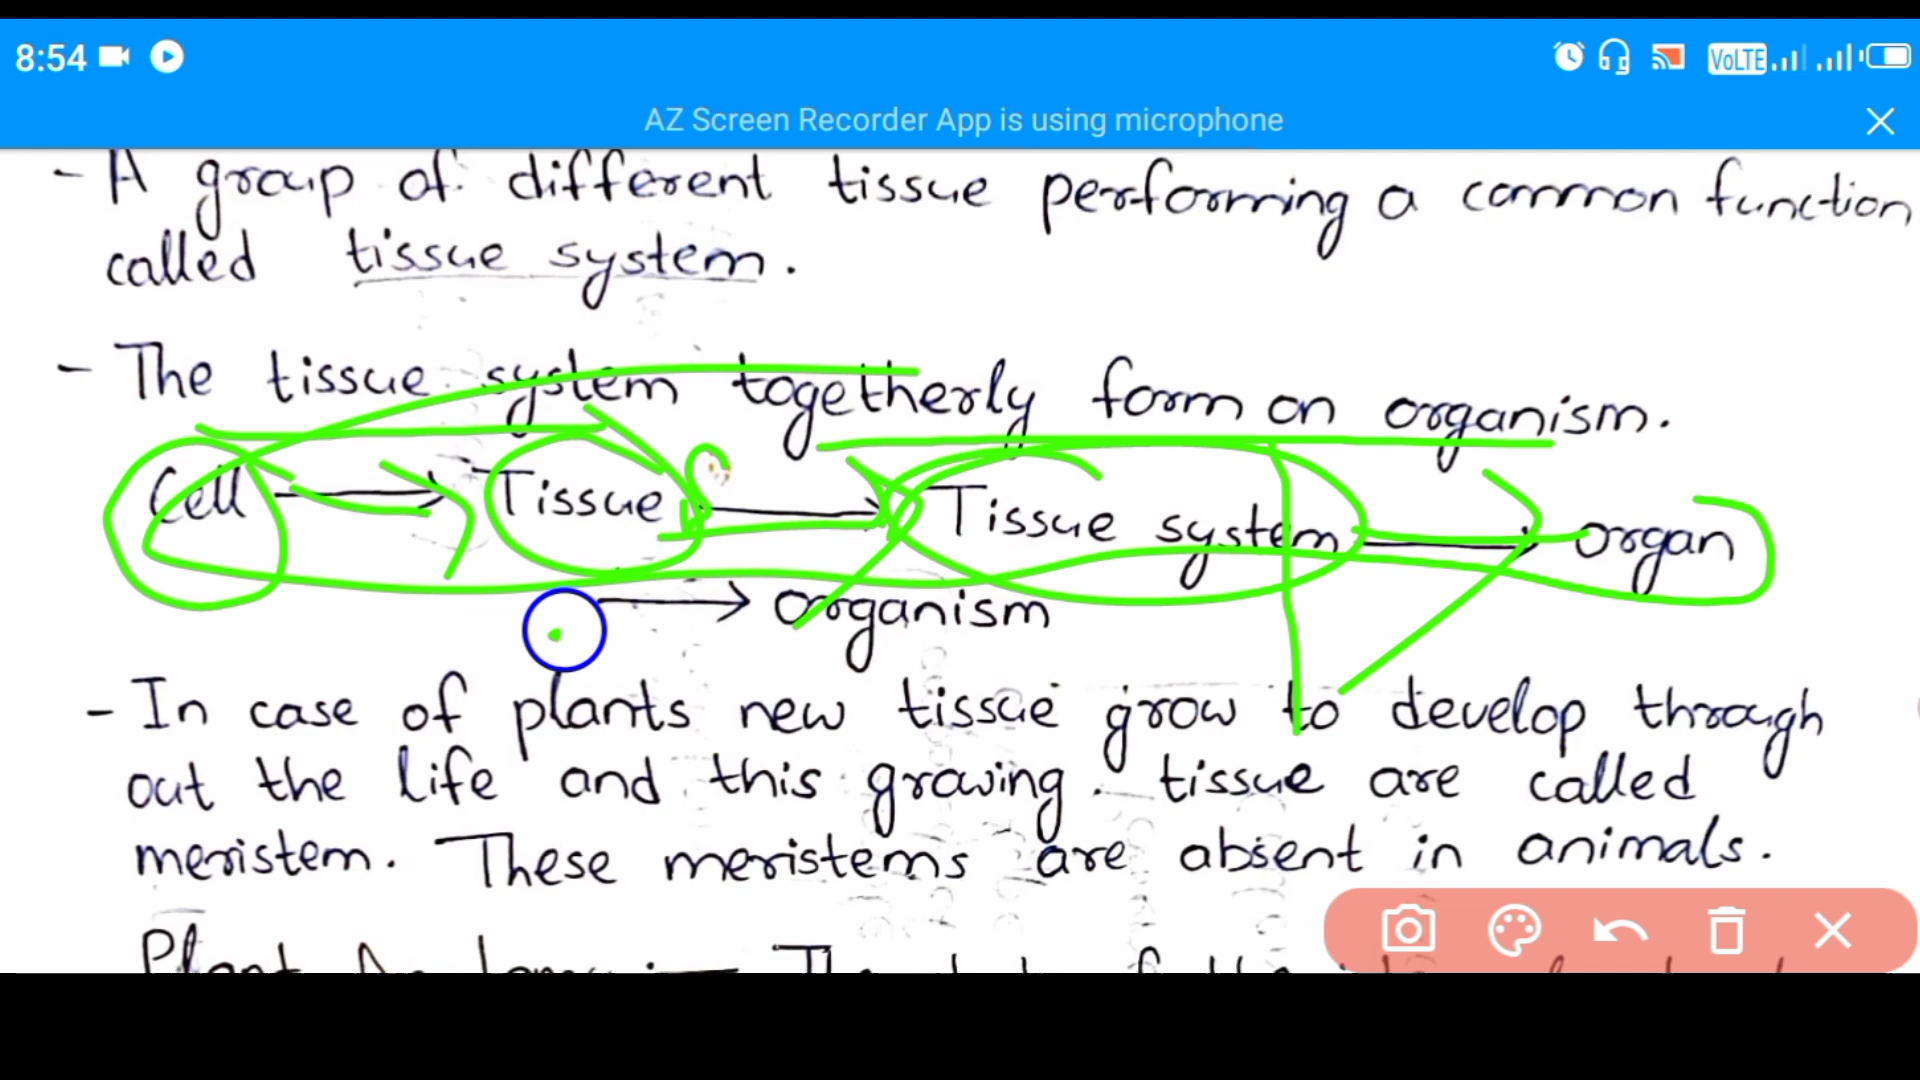 8:54
VoLTE
AZ Screen Recorder App is using microphone
- A group of different tissue performing a common function
called tissue system.
- The tissue system togetherly form an organism.
Cell → Tissue → Tissue system → organ
→ organism
- In case of plants new tissue grow to develop through
out the life and this growing tissue are called
meristem. These meristems are absent in animals.